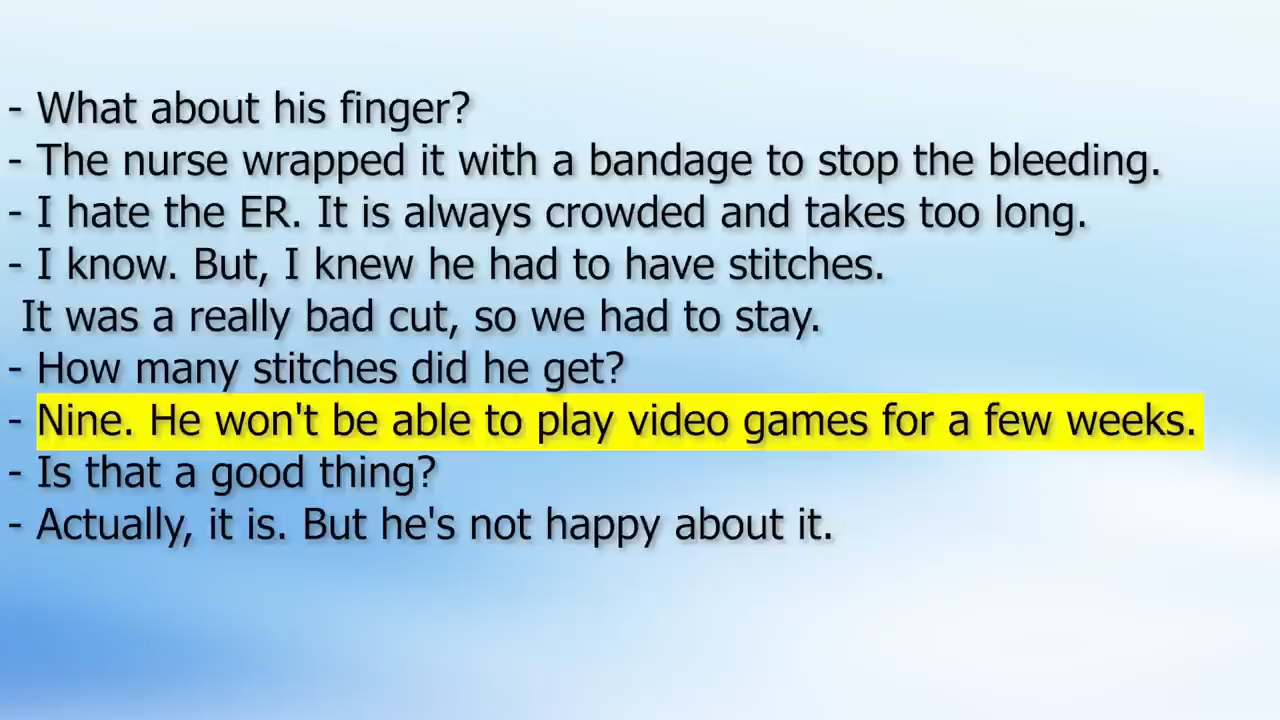 - What about his finger?
- The nurse wrapped it with a bandage to stop the bleeding.
- I hate the ER. It is always crowded and takes too long.
- I know. But, I knew he had to have stitches.
It was a really bad cut, so we had to stay.
- How many stitches did he get?
- Nine. He won't be able to play video games for a few weeks.
- Is that a good thing?
- Actually, it is. But he's not happy about it.